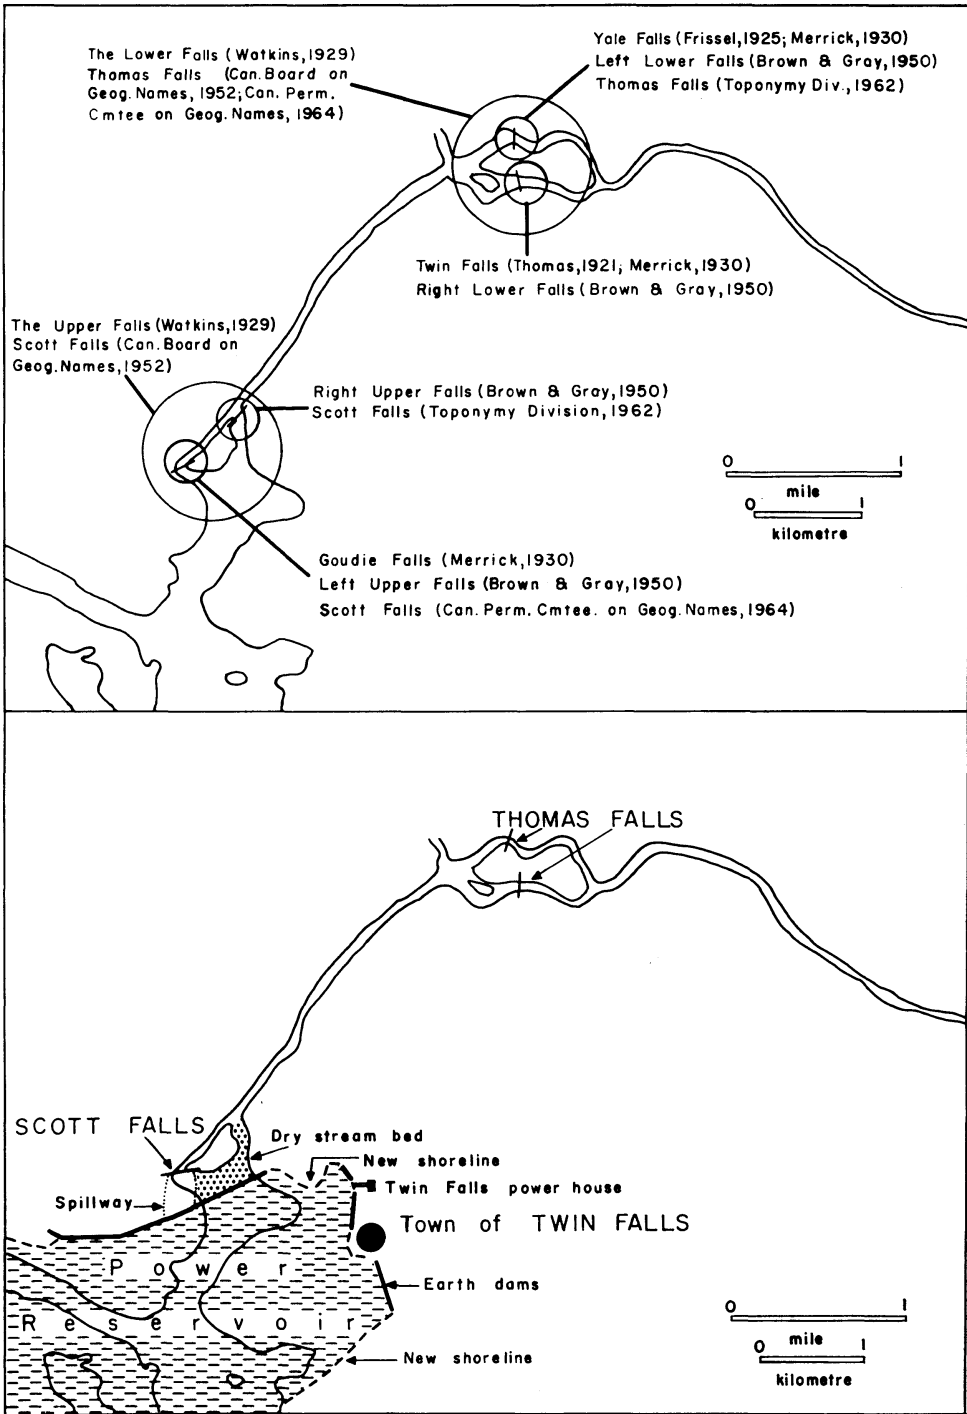 The Lower Falls (Watkins, 1929)
Thomas Falls (Can. Board on
Geog. Names, 1952; Can. Perm.
Cmtee on Geog. Names, 1964)
Yale Falls (Frissel, 1925; Merrick, 1930)
Left Lower Falls (Brown & Gray, 1950)
Thomas Falls (Toponymy Div., 1962)
Twin Falls (Thomas, 1921; Merrick, 1930)
Right Lower Falls (Brown & Gray, 1950)
The Upper Falls (Watkins, 1929)
Scott Falls (Can. Board on
Geog. Names, 1952)
Right Upper Falls (Brown & Gray, 1950)
Scott Falls (Toponymy Division, 1962)
0 1
mile
0 1
kilometre
Goudie Falls (Merrick, 1930)
Left Upper Falls (Brown & Gray, 1950)
Scott Falls (Can. Perm. Cmtee. on Geog. Names, 1964)
THOMAS FALLS
SCOTT FALLS
Dry stream bed
New shoreline
Twin Falls power house
Spillway
Town of TWIN FALLS
Power
Earth dams
Reservoir
New shoreline
0 1
mile
0 1
kilometre